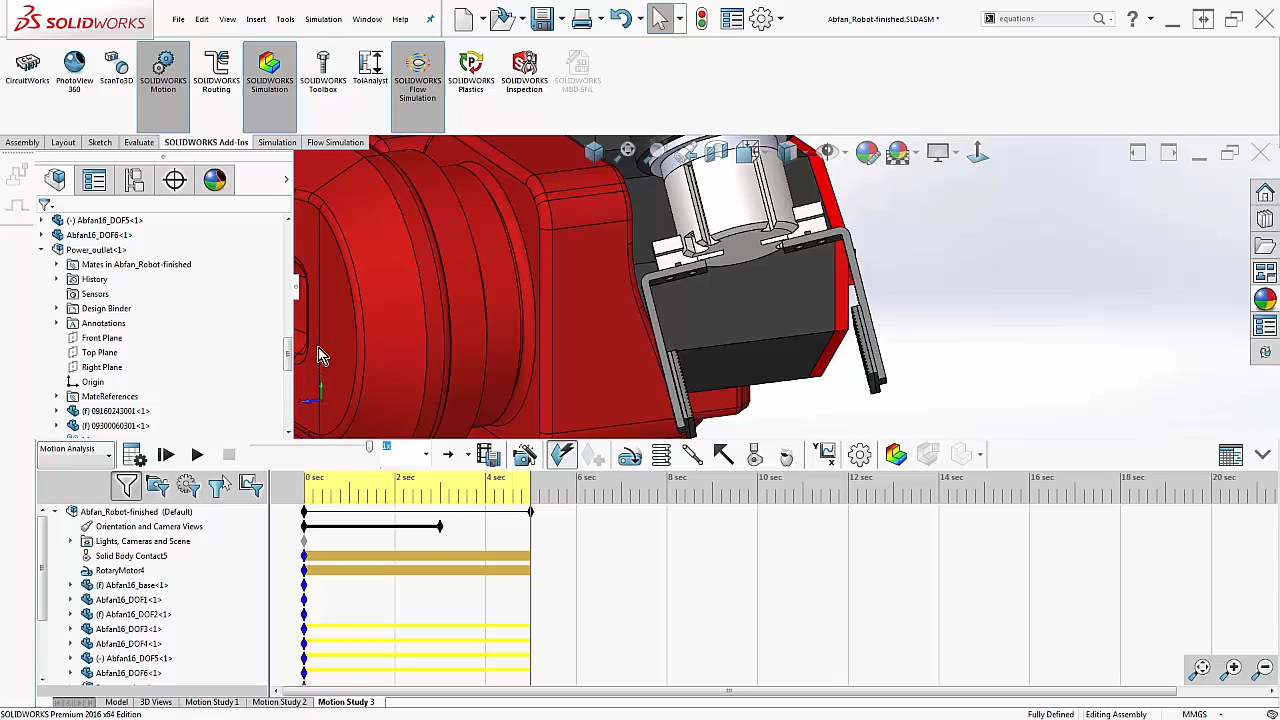 SOLIDWORKS
File Edit View Insert Tools Simulation Window Help
Abfan_Robot-finished.SLDASM *
equations
CircuitWorks
PhotoView 360
ScanTo3D
SOLIDWORKS Motion
SOLIDWORKS Routing
SOLIDWORKS Simulation
SOLIDWORKS Toolbox
TolAnalyst
SOLIDWORKS Flow Simulation
SOLIDWORKS Plastics
SOLIDWORKS Inspection
SOLIDWORKS MBD SNL
Assembly Layout Sketch Evaluate SOLIDWORKS Add-Ins Simulation Flow Simulation
(-) Abfan16_DOF5<1>
Abfan16_DOF6<1>
Power_outlet<1>
Mates in Abfan_Robot-finished
History
Sensors
Design Binder
Annotations
Front Plane
Top Plane
Right Plane
Origin
MateReferences
(f) 09160243001<1>
(f) 09300060301<1>
Motion Analysis
1x
0 sec 2 sec 4 sec 6 sec 8 sec 10 sec 12 sec 14 sec 16 sec 18 sec 20 sec
Abfan_Robot-finished (Default)
Orientation and Camera Views
Lights, Cameras and Scene
Solid Body Contact5
RotaryMotor4
(f) Abfan16_base<1>
Abfan16_DOF1<1>
(f) Abfan16_DOF2<1>
Abfan16_DOF3<1>
Abfan16_DOF4<1>
(-) Abfan16_DOF5<1>
Abfan16_DOF6<1>
Model 3D Views Motion Study 1 Motion Study 2 Motion Study 3
SOLIDWORKS Premium 2016 x64 Edition
Fully Defined Editing Assembly MMGS